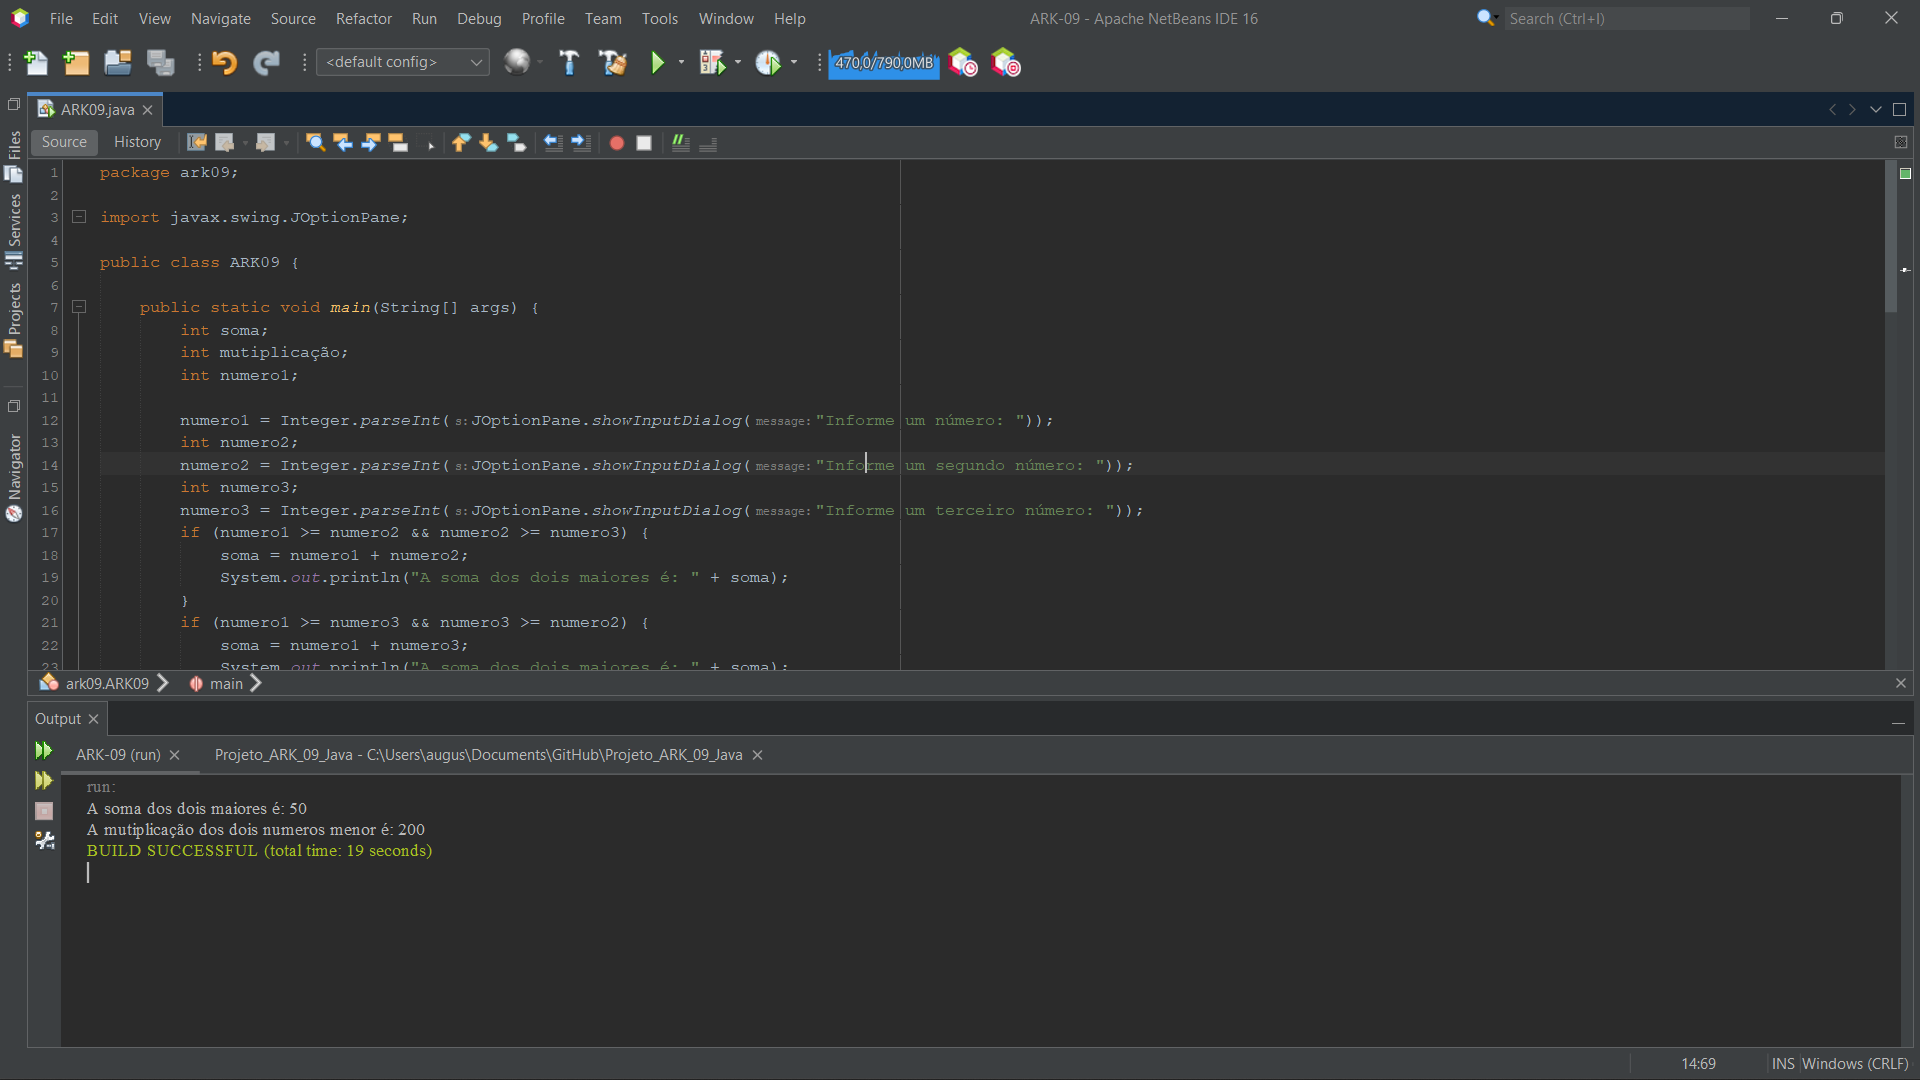 File Edit View Navigate Source Refactor Run Debug Profile Team Tools Window Help
ARK-09 - Apache NetBeans IDE 16
Search (Ctrl+I)
<default config>
470,0/790,0MB
ARK09.java
Source History
Files
Services
Projects
Navigator
1 package ark09;
2
3 import javax.swing.JOptionPane;
4
5 public class ARK09 {
6
7 public static void main(String[] args) {
8 int soma;
9 int mutiplicação;
10 int numero1;
11
12 numero1 = Integer.parseInt( s: JOptionPane.showInputDialog( message: "Informe um número: "));
13 int numero2;
14 numero2 = Integer.parseInt( s: JOptionPane.showInputDialog( message: "Informe um segundo número: "));
15 int numero3;
16 numero3 = Integer.parseInt( s: JOptionPane.showInputDialog( message: "Informe um terceiro número: "));
17 if (numero1 >= numero2 && numero2 >= numero3) {
18 soma = numero1 + numero2;
19 System.out.println("A soma dos dois maiores é: " + soma);
20 }
21 if (numero1 >= numero3 && numero3 >= numero2) {
22 soma = numero1 + numero3;
23 System.out.println("A soma dos dois maiores é: " + soma);
ark09.ARK09 main
Output
ARK-09 (run) Projeto_ARK_09_Java - C:\Users\augus\Documents\GitHub\Projeto_ARK_09_Java
run:
A soma dos dois maiores é: 50
A mutiplicação dos dois numeros menor é: 200
BUILD SUCCESSFUL (total time: 19 seconds)
14:69 INS Windows (CRLF)